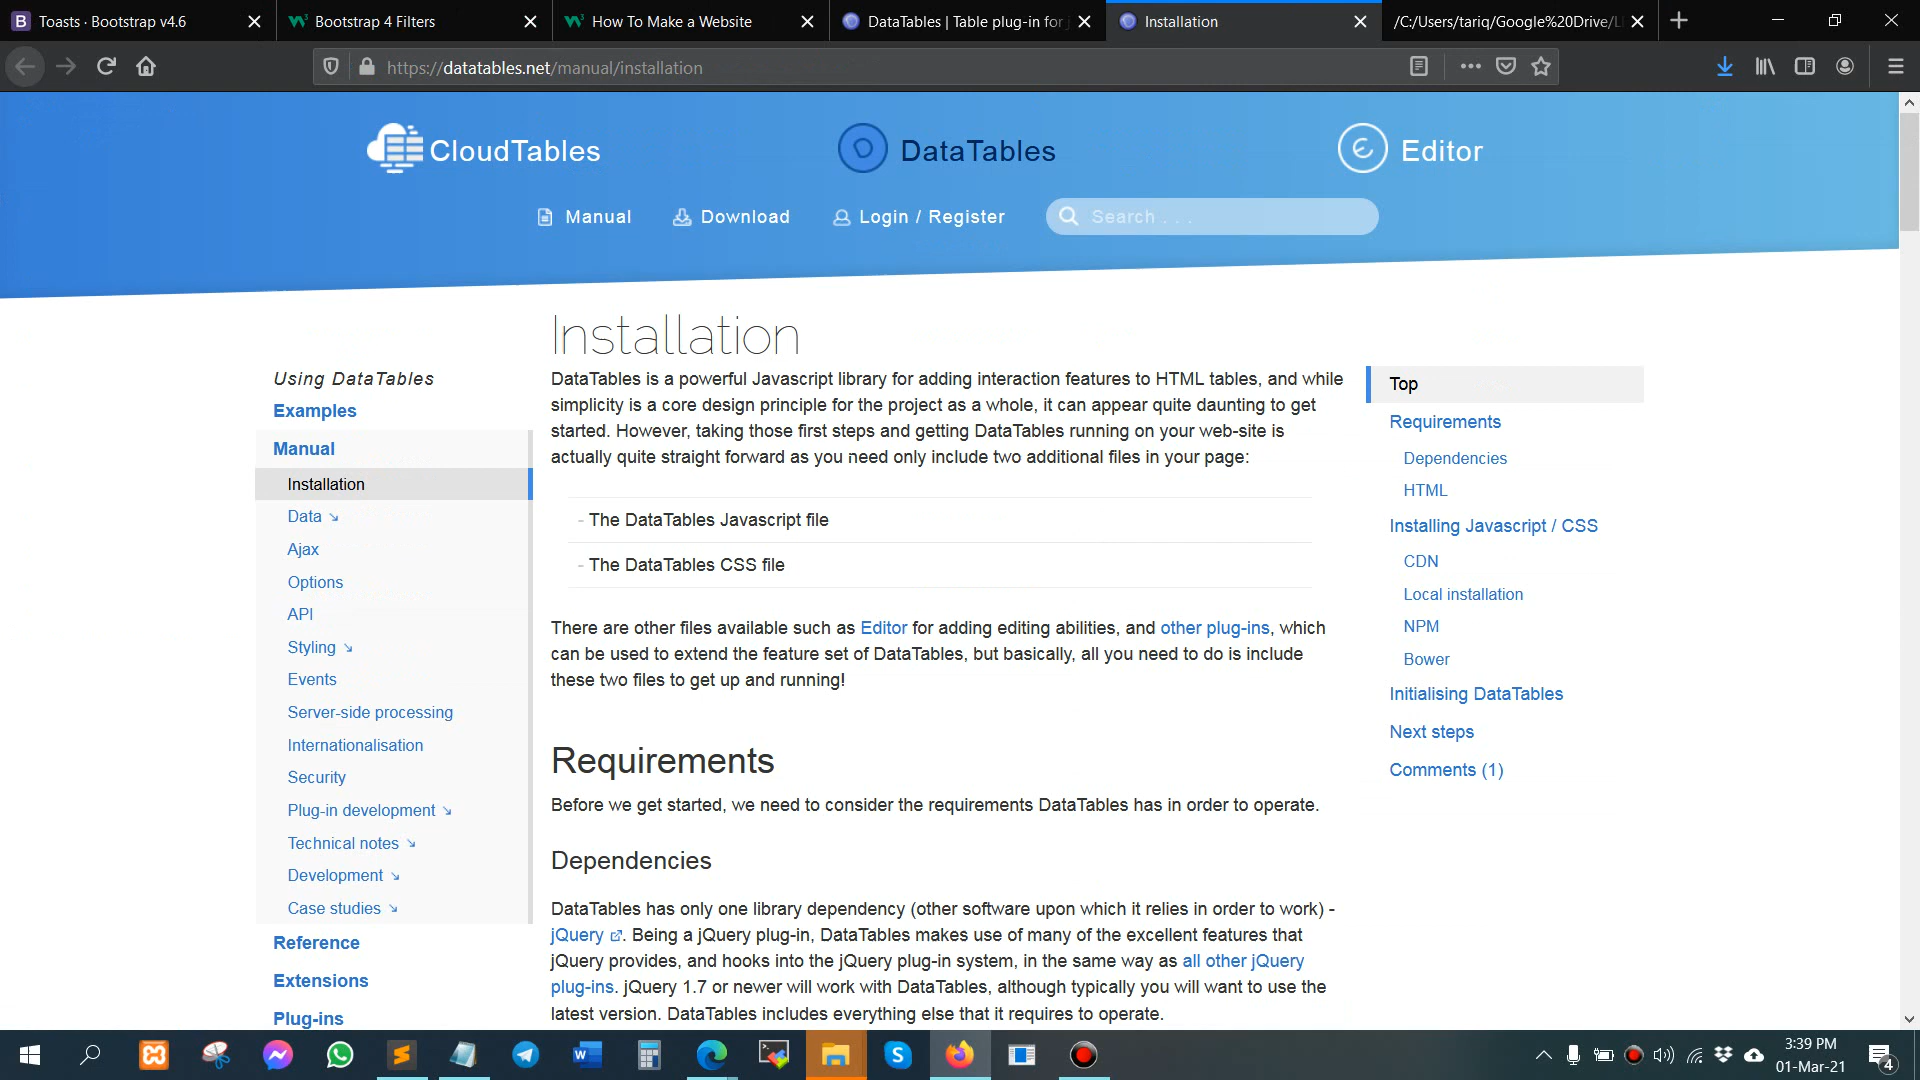 Toasts · Bootstrap v4.6
Bootstrap 4 Filters
How To Make a Website
DataTables | Table plug-in for j
Installation
/C:/Users/tariq/Google%20Drive/L
https://datatables.net/manual/installation
CloudTables
DataTables
Editor
Manual
Download
Login / Register
Search . . .
Installation
Using DataTables
Examples
Manual
Installation
Data
Ajax
Options
API
Styling
Events
Server-side processing
Internationalisation
Security
Plug-in development
Technical notes
Development
Case studies
Reference
Extensions
Plug-ins
DataTables is a powerful Javascript library for adding interaction features to HTML tables, and while
simplicity is a core design principle for the project as a whole, it can appear quite daunting to get
started. However, taking those first steps and getting DataTables running on your web-site is
actually quite straight forward as you need only include two additional files in your page:
- The DataTables Javascript file
- The DataTables CSS file
There are other files available such as Editor for adding editing abilities, and other plug-ins, which
can be used to extend the feature set of DataTables, but basically, all you need to do is include
these two files to get up and running!
Requirements
Before we get started, we need to consider the requirements DataTables has in order to operate.
Dependencies
DataTables has only one library dependency (other software upon which it relies in order to work) -
jQuery. Being a jQuery plug-in, DataTables makes use of many of the excellent features that
jQuery provides, and hooks into the jQuery plug-in system, in the same way as all other jQuery
plug-ins. jQuery 1.7 or newer will work with DataTables, although typically you will want to use the
latest version. DataTables includes everything else that it requires to operate.
Top
Requirements
Dependencies
HTML
Installing Javascript / CSS
CDN
Local installation
NPM
Bower
Initialising DataTables
Next steps
Comments (1)
3:39 PM
01-Mar-21
4